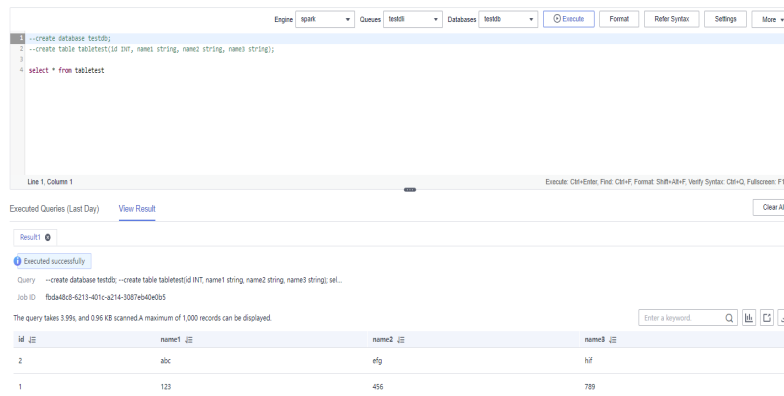 Engine spark Queues testdli Databases testdb Execute Format Refer Syntax Settings More
1 --create database testdb;
2 --create table tabletest(id INT, name1 string, name2 string, name3 string);
3
4 select * from tabletest
Line 1, Column 1 Execute: Ctrl+Enter, Find: Ctrl+F, Format: Shift+Alt+F, Verify Syntax: Ctrl+Q, Fullscreen: F1
Executed Queries (Last Day) View Result Clear Al
Result1
Executed successfully
Query --create database testdb; --create table tabletest(id INT, name1 string, name2 string, name3 string); sel...
Job ID fbda48c8-6213-401c-a214-3087eb40e0b5
The query takes 3.99s, and 0.96 KB scanned.A maximum of 1,000 records can be displayed. Enter a keyword.
id name1 name2 name3
2 abc efg hif
1 123 456 789